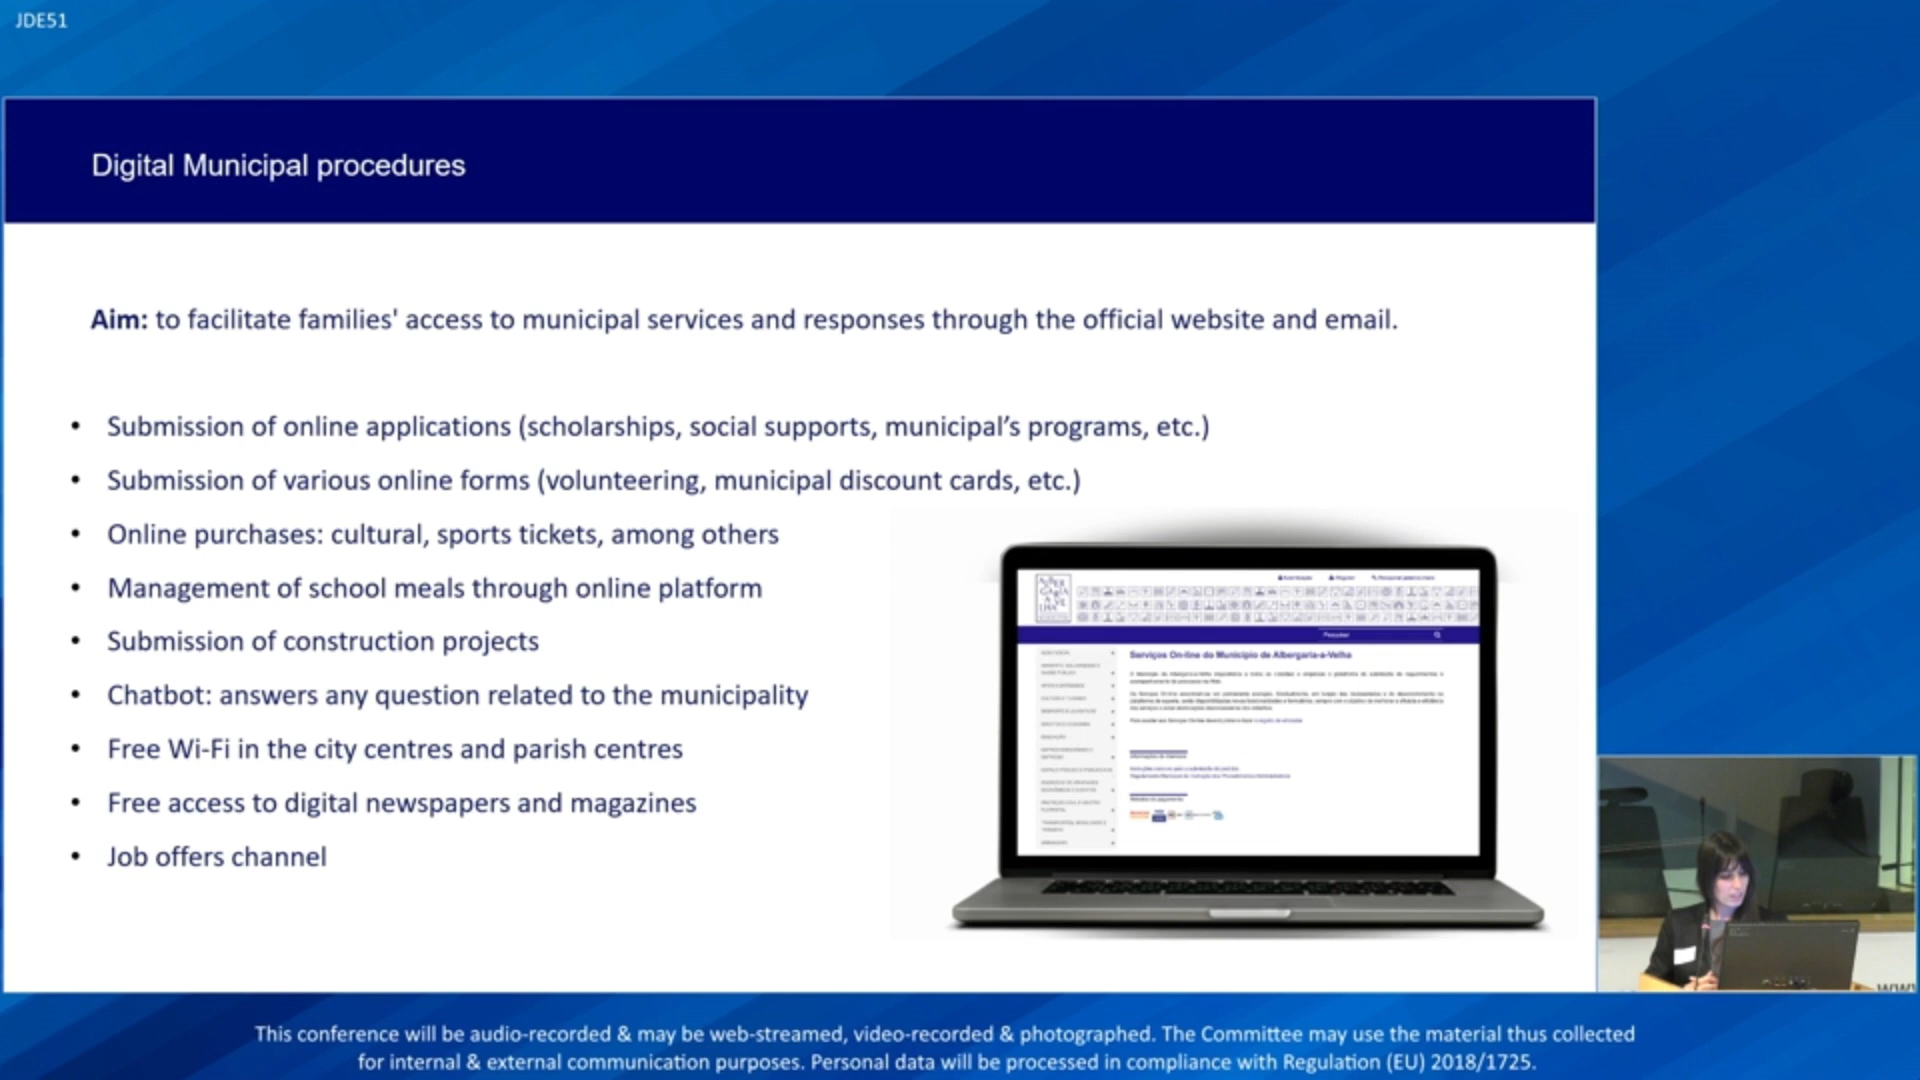 JDE51
Digital Municipal procedures
Aim: to facilitate families' access to municipal services and responses through the official website and email.
• Submission of online applications (scholarships, social supports, municipal’s programs, etc.)
• Submission of various online forms (volunteering, municipal discount cards, etc.)
• Online purchases: cultural, sports tickets, among others
• Management of school meals through online platform
• Submission of construction projects
• Chatbot: answers any question related to the municipality
• Free Wi-Fi in the city centres and parish centres
• Free access to digital newspapers and magazines
• Job offers channel
Pesquisar
Serviços On-line do Município de Albergaria-a-Velha
This conference will be audio-recorded & may be web-streamed, video-recorded & photographed. The Committee may use the material thus collected
for internal & external communication purposes. Personal data will be processed in compliance with Regulation (EU) 2018/1725.